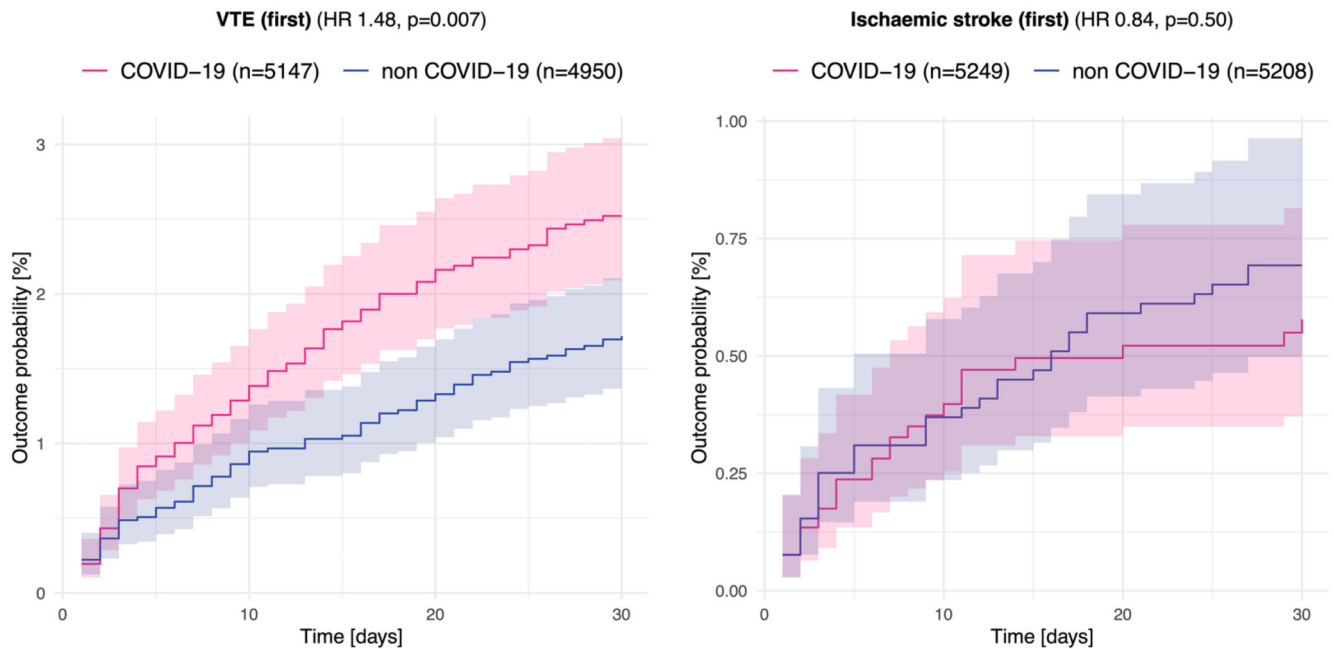 VTE (first) (HR 1.48, p=0.007)
COVID−19 (n=5147) non COVID−19 (n=4950)
Outcome probability [%]
3
2
1
0
0 10 20 30
Time [days]
Ischaemic stroke (first) (HR 0.84, p=0.50)
COVID−19 (n=5249) non COVID−19 (n=5208)
Outcome probability [%]
1.00
0.75
0.50
0.25
0.00
0 10 20 30
Time [days]